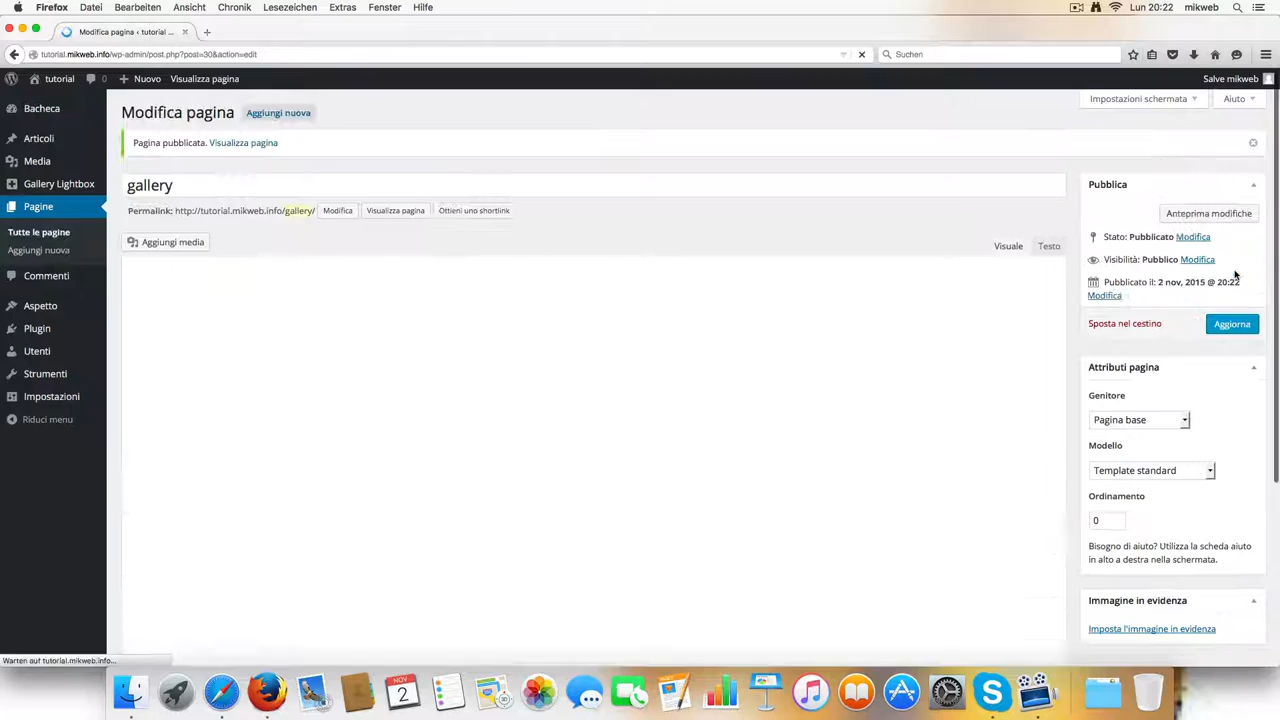 Firefox Datei Bearbeiten Ansicht Chronik Lesezeichen Extras Fenster Hilfe Lun 20:22 mikweb
Modifica pagina ‹ tutorial ...
tutorial.mikweb.info/wp-admin/post.php?post=30&action=edit
Suchen
tutorial 0 Nuovo Visualizza pagina Salve mikweb
Bacheca
Articoli
Media
Gallery Lightbox
Pagine
Tutte le pagine
Aggiungi nuova
Commenti
Aspetto
Plugin
Utenti
Strumenti
Impostazioni
Riduci menu
Impostazioni schermata Aiuto
Modifica pagina Aggiungi nuova
Pagina pubblicata. Visualizza pagina
gallery
Permalink: http://tutorial.mikweb.info/gallery/ Modifica Visualizza pagina Ottieni uno shortlink
Aggiungi media
Visuale Testo
Pubblica
Anteprima modifiche
Stato: Pubblicato Modifica
Visibilità: Pubblico Modifica
Pubblicato il: 2 nov, 2015 @ 20:22
Modifica
Sposta nel cestino Aggiorna
Attributi pagina
Genitore
Pagina base
Modello
Template standard
Ordinamento
0
Bisogno di aiuto? Utilizza la scheda aiuto
in alto a destra nella schermata.
Immagine in evidenza
Imposta l'immagine in evidenza
Warten auf tutorial.mikweb.info...
NOV
2